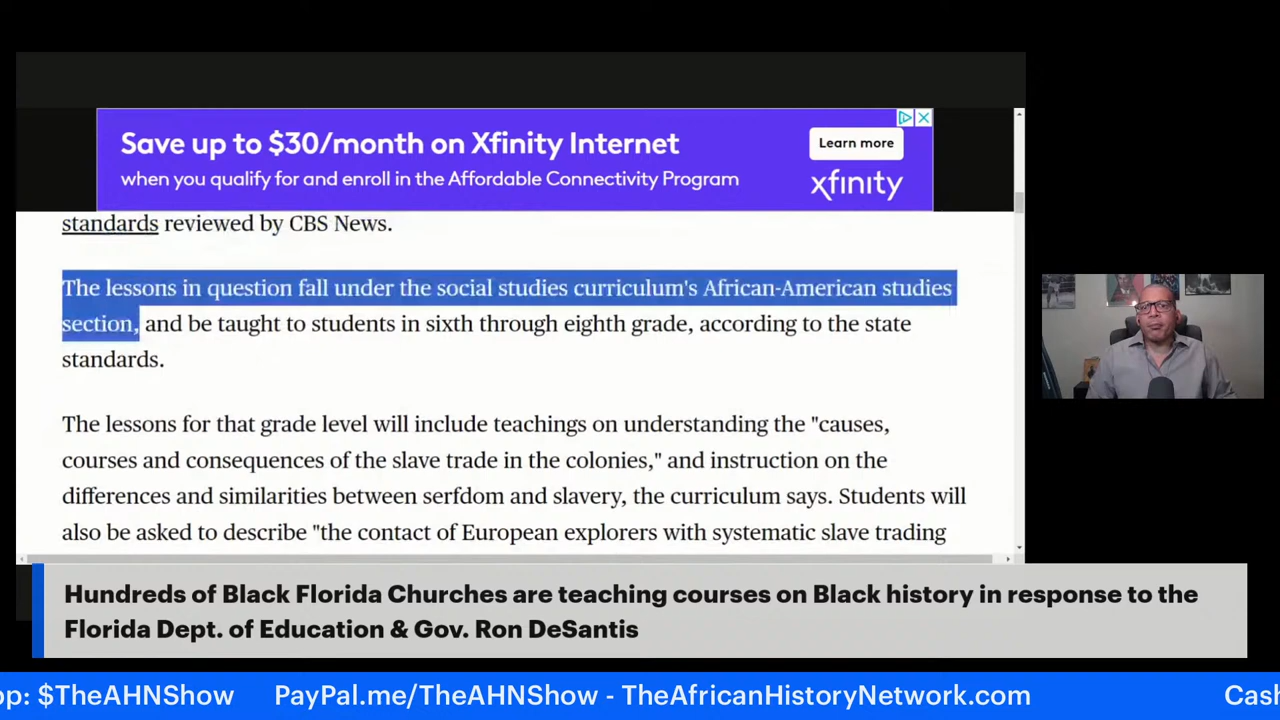 Save up to $30/month on Xfinity Internet
when you qualify for and enroll in the Affordable Connectivity Program
Learn more
xfinity
standards reviewed by CBS News.
The lessons in question fall under the social studies curriculum's African-American studies
section, and be taught to students in sixth through eighth grade, according to the state
standards.
The lessons for that grade level will include teachings on understanding the "causes,
courses and consequences of the slave trade in the colonies," and instruction on the
differences and similarities between serfdom and slavery, the curriculum says. Students will
also be asked to describe "the contact of European explorers with systematic slave trading
Hundreds of Black Florida Churches are teaching courses on Black history in response to the
Florida Dept. of Education & Gov. Ron DeSantis
pp: $TheAHNShow PayPal.me/TheAHNShow - TheAfricanHistoryNetwork.com Cash